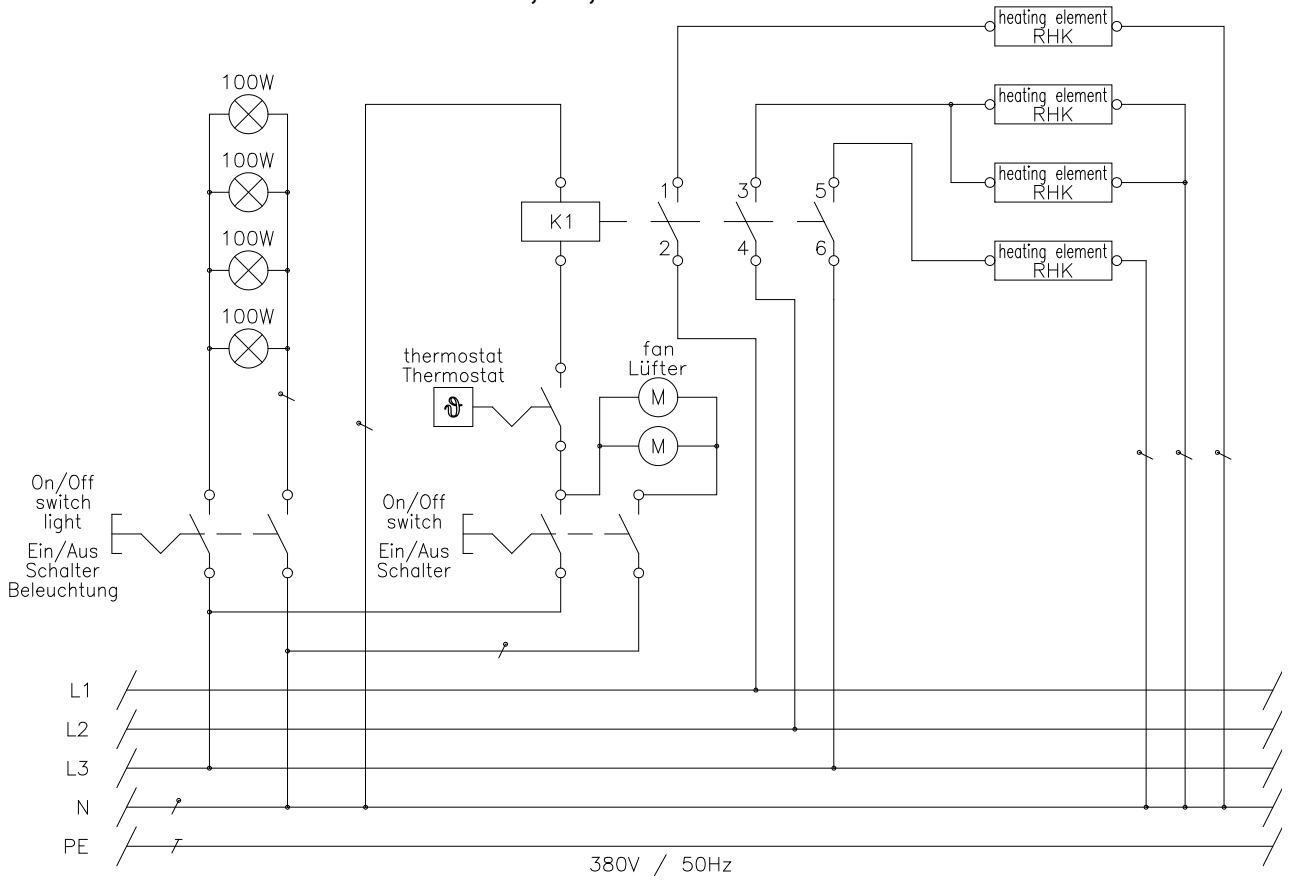 heating element
RHK
100W
heating element
RHK
100W
heating element
RHK
1
3
5
K1
100W
2
4
6
heating element
RHK
100W
thermostat
Thermostat
ϑ
fan
Lüfter
M
M
On/Off
switch
light
Ein/Aus
Schalter
Beleuchtung
On/Off
switch
Ein/Aus
Schalter
L1
L2
L3
N
PE
380V / 50Hz